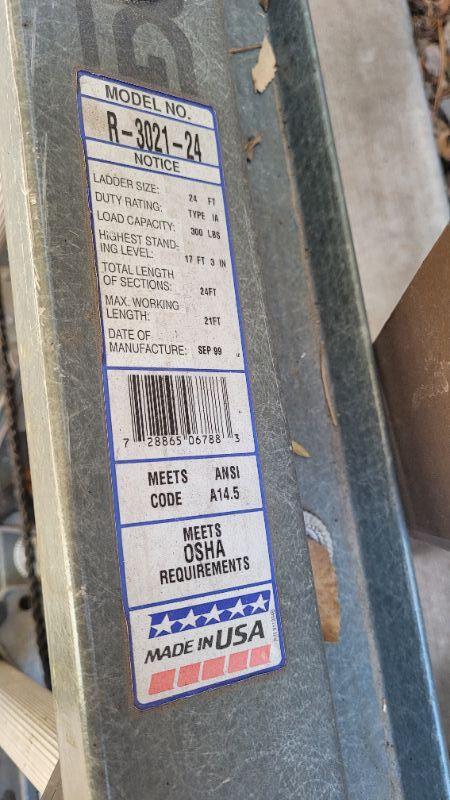 MODEL NO.
R-3021-24
NOTICE
LADDER SIZE: 24 FT
DUTY RATING: TYPE IA
LOAD CAPACITY: 300 LBS
HIGHEST STAND-
ING LEVEL: 17 FT 3 IN
TOTAL LENGTH
OF SECTIONS: 24FT
MAX. WORKING
LENGTH: 21FT
DATE OF
MANUFACTURE: SEP 99
7 28865 06788 3
MEETS ANSI
CODE A14.5
MEETS
OSHA
REQUIREMENTS
MADE IN USA